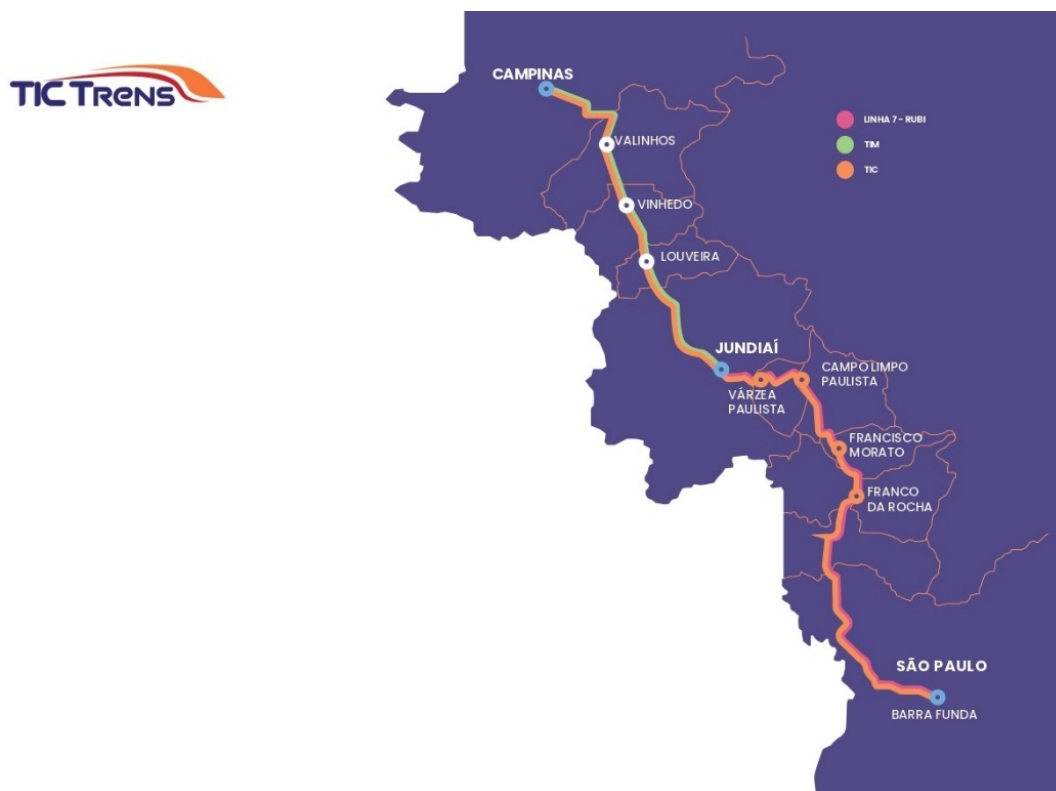 TIC TRENS
CAMPINAS
LINHA 7 - RUBI
TIM
TIC
VALINHOS
VINHEDO
LOUVEIRA
JUNDIAÍ
VÁRZEA
PAULISTA
CAMPO LIMPO
PAULISTA
FRANCISCO
MORATO
FRANCO
DA ROCHA
SÃO PAULO
BARRA FUNDA